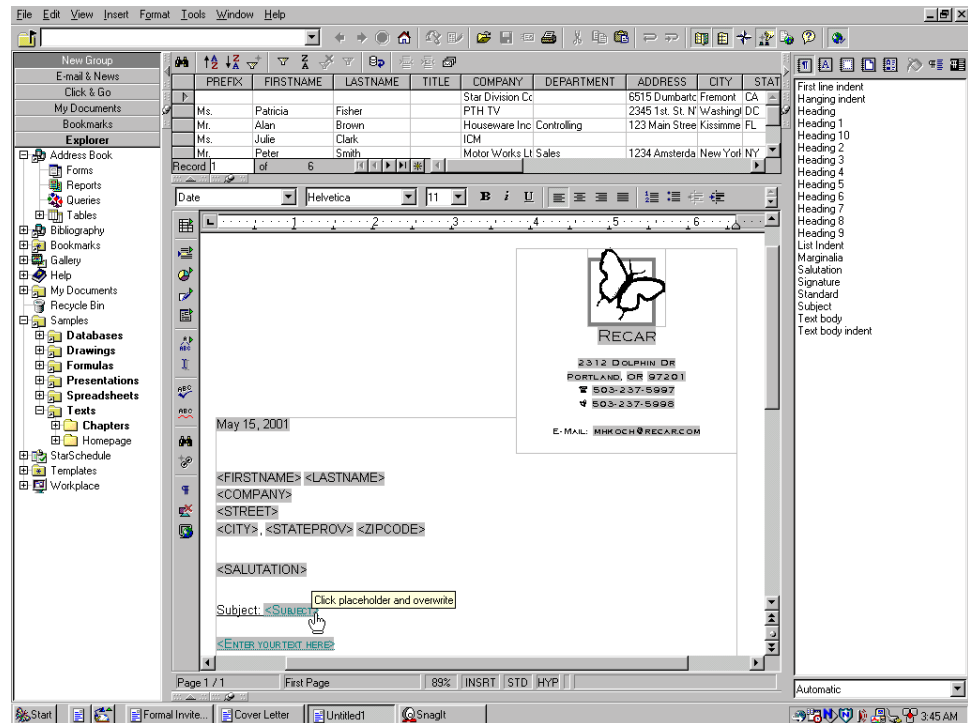 File Edit View Insert Format Tools Window Help
New Group
E-mail & News
Click & Go
My Documents
Bookmarks
Explorer
Address Book
Forms
Reports
Queries
Tables
Bibliography
Bookmarks
Gallery
Help
My Documents
Recycle Bin
Samples
Databases
Drawings
Formulas
Presentations
Spreadsheets
Texts
Chapters
Homepage
StarSchedule
Templates
Workplace
PREFIX FIRSTNAME LASTNAME TITLE COMPANY DEPARTMENT ADDRESS CITY STAT
Star Division Cc 6515 Dumbartc Fremont CA
Ms. Patricia Fisher PTH TV 2345 1st. St. N Washingt DC
Mr. Alan Brown Houseware Inc Controlling 123 Main Stree Kissimme FL
Ms. Julie Clark ICM
Mr. Peter Smith Motor Works Lt Sales 1234 Amsterda New York NY
Record 1 of 6
Date Helvetica 11 B i U
1 2 3 4 5 6
RECAR
2312 DOLPHIN DR
PORTLAND, OR 97201
503-237-5997
503-237-5998
E-MAIL: MHKOCH@RECAR.COM
May 15, 2001
<FIRSTNAME> <LASTNAME>
<COMPANY>
<STREET>
<CITY>, <STATEPROV> <ZIPCODE>
<SALUTATION>
Click placeholder and overwrite
Subject: <SUBJECT>
<ENTER YOUR TEXT HERE>
Page 1 / 1 First Page 89% INSRT STD HYP
First line indent
Hanging indent
Heading
Heading 1
Heading 10
Heading 2
Heading 3
Heading 4
Heading 5
Heading 6
Heading 7
Heading 8
Heading 9
List Indent
Marginalia
Salutation
Signature
Standard
Subject
Text body
Text body indent
Automatic
Start Formal Invite... Cover Letter Untitled1 SnagIt 3:45 AM